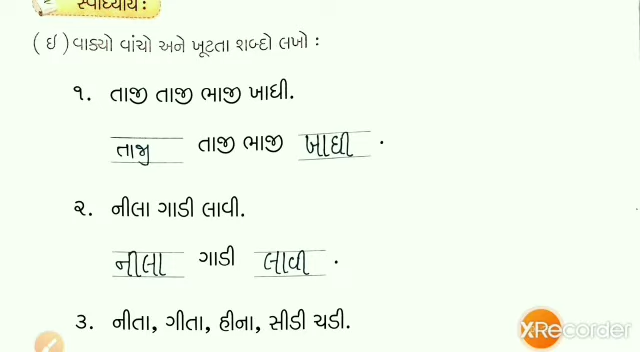 સ્વાધ્યાય :
(ઇ) વાક્યો વાંચો અને ખૂટતા શબ્દો લખો :
૧. તાજી તાજી ભાજી ખાધી.
તાજી તાજી ભાજી ખાધી .
૨. નીલા ગાડી લાવી.
નીલા ગાડી લાવી .
૩. નીતા, ગીતા, હીના, સીડી ચડી.
XRecorder